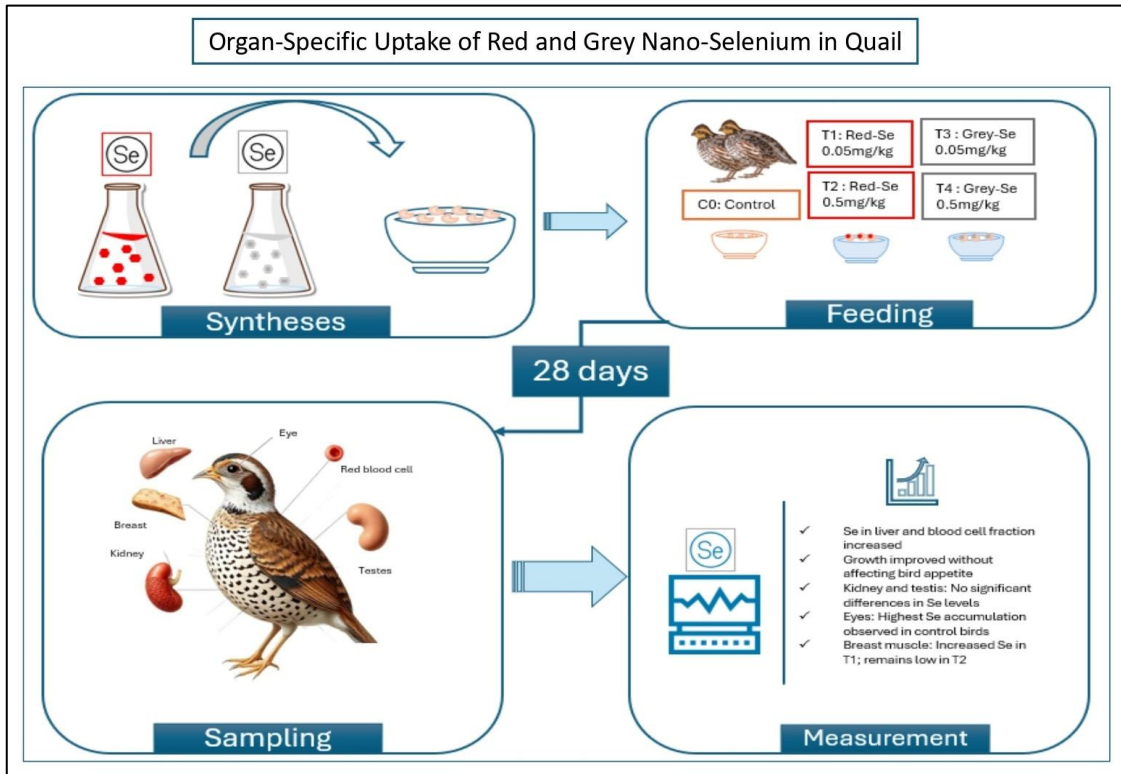 Organ-Specific Uptake of Red and Grey Nano-Selenium in Quail
Se
Se
Syntheses
C0: Control
T1: Red-Se
0.05mg/kg
T3 : Grey-Se
0.05mg/kg
T2 : Red-Se
0.5mg/kg
T4 : Grey-Se
0.5mg/kg
Feeding
28 days
Liver
Eye
Red blood cell
Breast
Kidney
Testes
Sampling
Se
✓ Se in liver and blood cell fraction
increased
✓ Growth improved without
affecting bird appetite
✓ Kidney and testis: No significant
differences in Se levels
✓ Eyes: Highest Se accumulation
observed in control birds
✓ Breast muscle: Increased Se in
T1; remains low in T2
Measurement